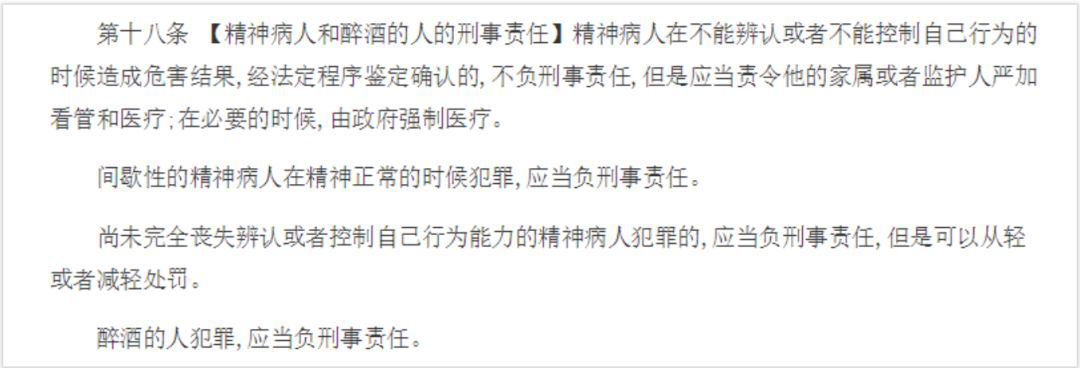 第十八条 【精神病人和醉酒的人的刑事责任】精神病人在不能辨认或者不能控制自己行为的
时候造成危害结果,经法定程序鉴定确认的,不负刑事责任,但是应当责令他的家属或者监护人严加
看管和医疗;在必要的时候,由政府强制医疗。
间歇性的精神病人在精神正常的时候犯罪,应当负刑事责任。
尚未完全丧失辨认或者控制自己行为能力的精神病人犯罪的,应当负刑事责任,但是可以从轻
或者减轻处罚。
醉酒的人犯罪,应当负刑事责任。